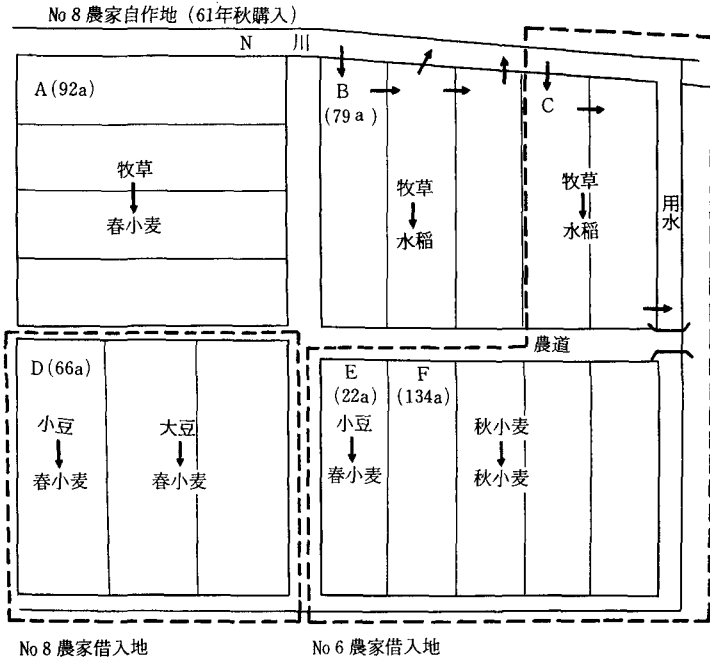 No 8 農家自作地 (61年秋購入)
N 川
A (92a)
牧草
春小麦
B
(79a)
牧草
水稲
C
牧草
水稲
用水
農道
D (66a)
小豆
春小麦
大豆
春小麦
E
(22a)
小豆
春小麦
F
(134a)
秋小麦
秋小麦
No 8 農家借入地
No 6 農家借入地